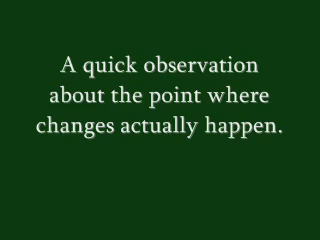 A quick observation
about the point where
changes actually happen.